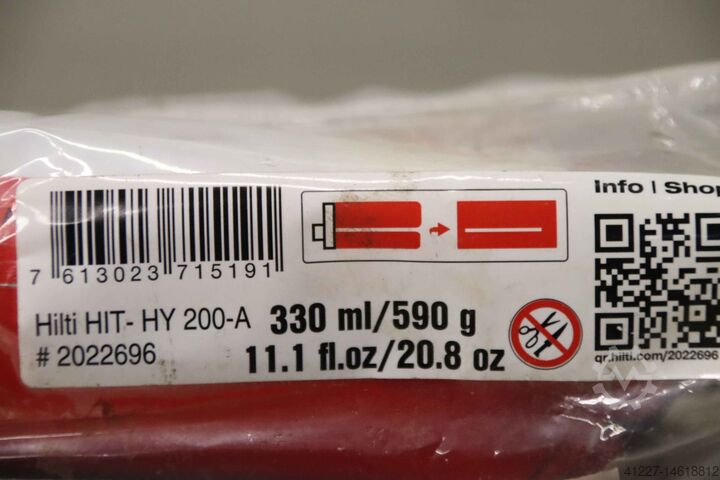 Info | Shop
7 613023 715191
Hilti HIT- HY 200-A
330 ml/590 g
# 2022696
11.1 fl.oz/20.8 oz
qr.hilti.com/2022696
41227-14618812